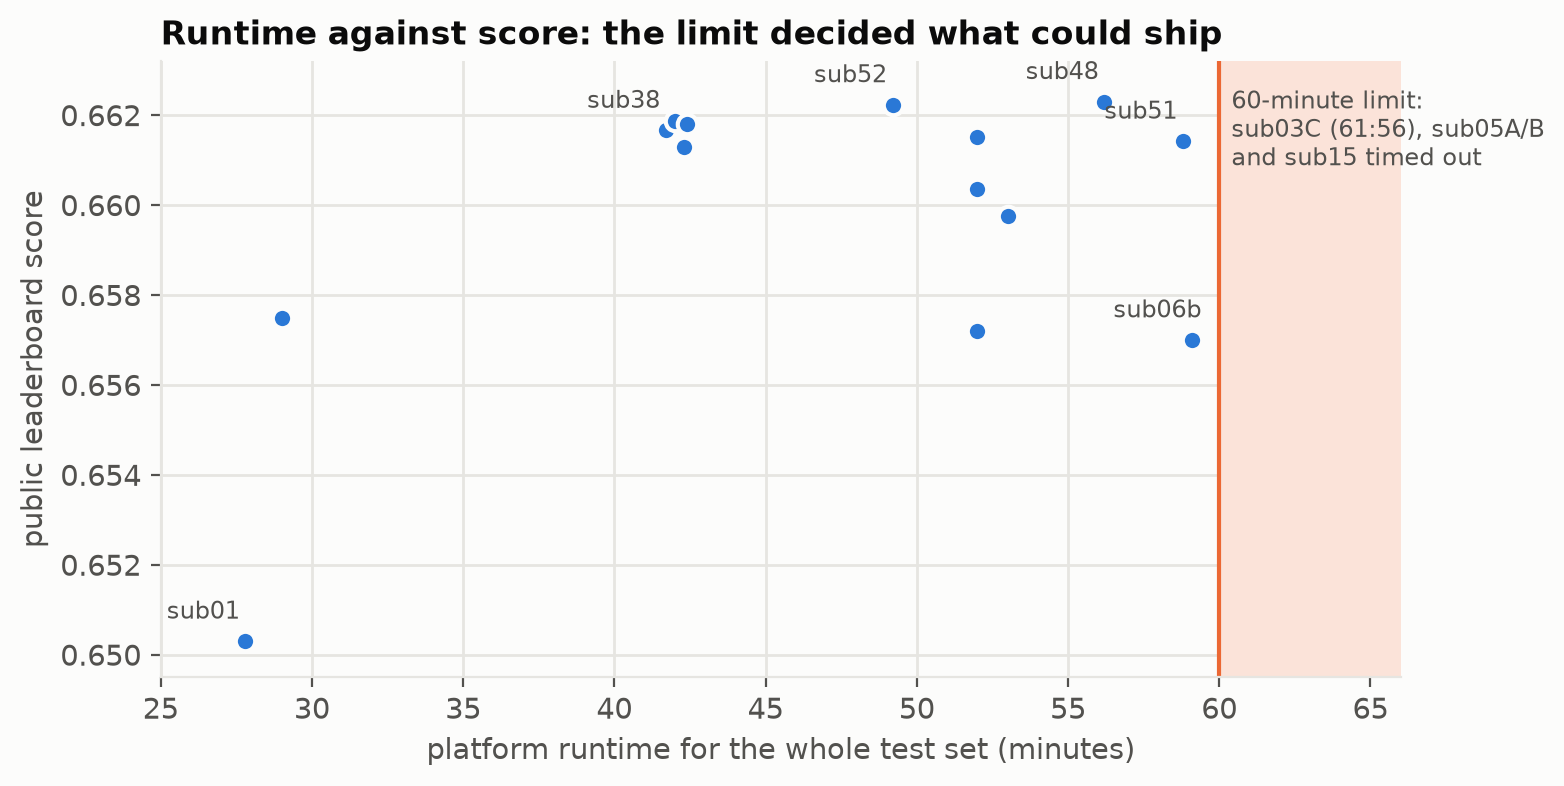 Runtime against score: the limit decided what could ship
sub52
sub48
sub38
sub51
60-minute limit:
sub03C (61:56), sub05A/B
and sub15 timed out
sub06b
sub01
public leaderboard score
0.662
0.660
0.658
0.656
0.654
0.652
0.650
25 30 35 40 45 50 55 60 65
platform runtime for the whole test set (minutes)